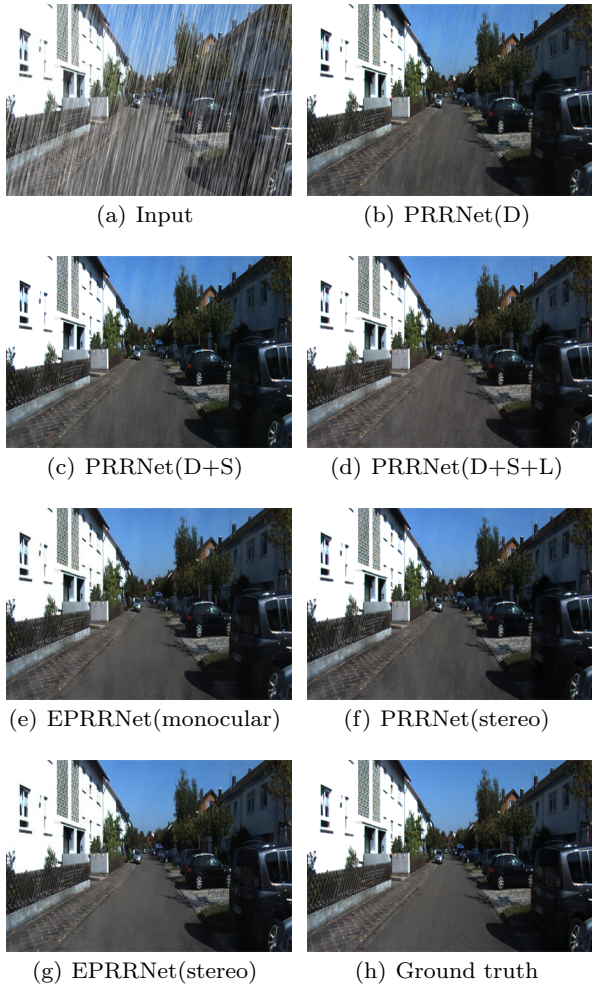 (a) Input
(b) PRRNet(D)
(c) PRRNet(D+S)
(d) PRRNet(D+S+L)
(e) EPRRNet(monocular)
(f) PRRNet(stereo)
(g) EPRRNet(stereo)
(h) Ground truth